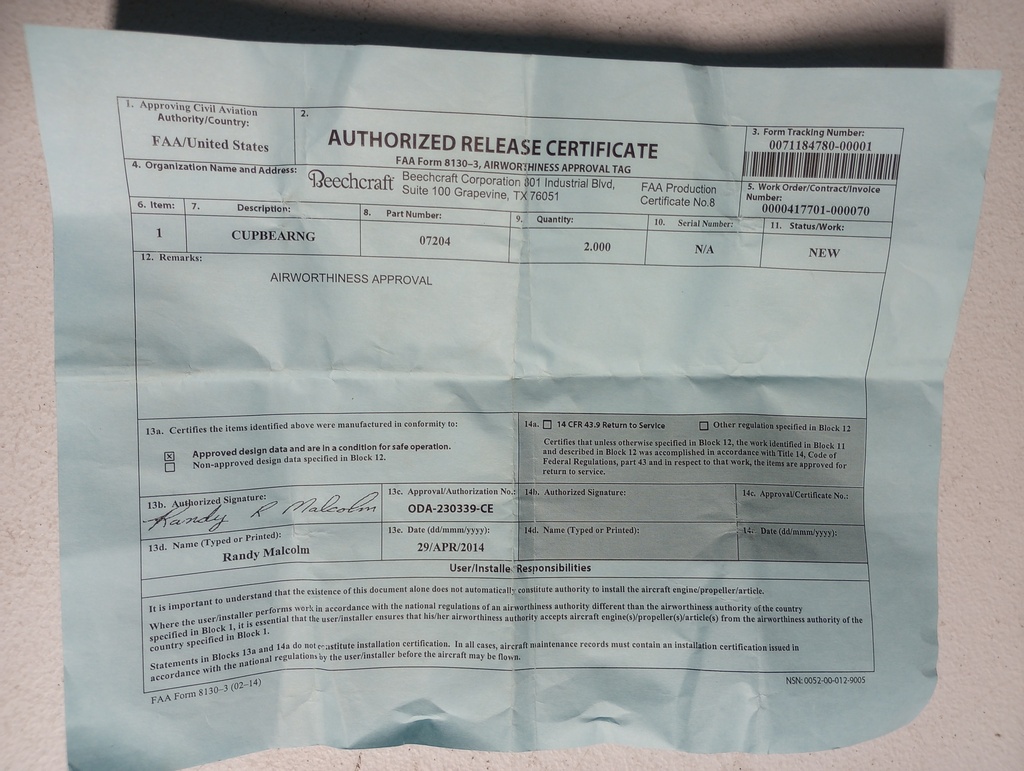 1. Approving Civil Aviation
Authority/Country:
FAA/United States
2.
AUTHORIZED RELEASE CERTIFICATE
FAA Form 8130-3, AIRWORTHINESS APPROVAL TAG
3. Form Tracking Number:
0071184780-00001
4. Organization Name and Address:
Beechcraft
Beechcraft Corporation 801 Industrial Blvd,
Suite 100 Grapevine, TX 76051
FAA Production
Certificate No.8
5. Work Order/Contract/Invoice
Number:
0000417701-000070
6. Item:
7. Description:
8. Part Number:
9. Quantity:
10. Serial Number:
11. Status/Work:
1
CUPBEARNG
07204
2.000
N/A
NEW
12. Remarks:
AIRWORTHINESS APPROVAL
13a. Certifies the items identified above were manufactured in conformity to:
Approved design data and are in a condition for safe operation.
Non-approved design data specified in Block 12.
14a. 14 CFR 43.9 Return to Service
Other regulation specified in Block 12
Certifies that unless otherwise specified in Block 12, the work identified in Block 11
and described in Block 12 was accomplished in accordance with Title 14, Code of
Federal Regulations, part 43 and in respect to that work, the items are approved for
return to service.
13b. Authorized Signature:
Randy R Malcolm
13c. Approval/Authorization No.:
ODA-230339-CE
14b. Authorized Signature:
14c. Approval/Certificate No.:
13d. Name (Typed or Printed):
Randy Malcolm
13e. Date (dd/mmm/yyyy):
29/APR/2014
14d. Name (Typed or Printed):
14e. Date (dd/mmm/yyyy):
User/Installer Responsibilities
It is important to understand that the existence of this document alone does not automatically constitute authority to install the aircraft engine/propeller/article.
Where the user/installer performs work in accordance with the national regulations of an airworthiness authority different than the airworthiness authority of the country
specified in Block 1, it is essential that the user/installer ensures that his/her airworthiness authority accepts aircraft engine(s)/propeller(s)/article(s) from the airworthiness authority of the
country specified in Block 1.
Statements in Blocks 13a and 14a do not constitute installation certification. In all cases, aircraft maintenance records must contain an installation certification issued in
accordance with the national regulations by the user/installer before the aircraft may be flown.
FAA Form 8130-3 (02-14)
NSN: 0052-00-012-9005